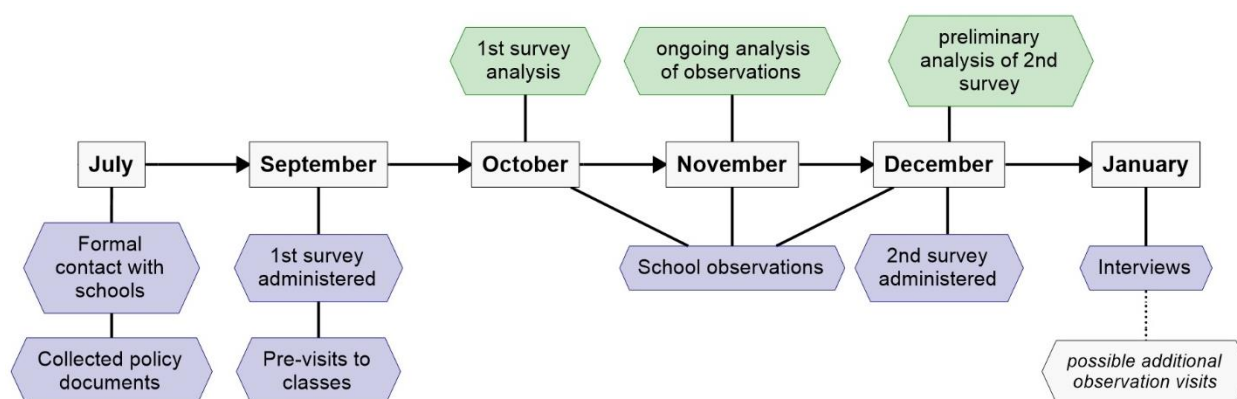 1st survey
analysis
ongoing analysis
of observations
preliminary
analysis of 2nd
survey
July
September
October
November
December
January
Formal
contact with
schools
1st survey
administered
School observations
2nd survey
administered
Interviews
Collected policy
documents
Pre-visits to
classes
possible additional
observation visits